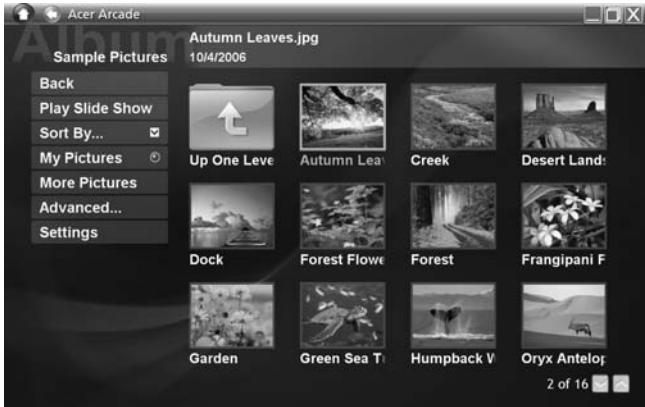 Acer Arcade
Album
Autumn Leaves.jpg
Sample Pictures
10/4/2006
Back
Play Slide Show
Sort By...
My Pictures
More Pictures
Advanced...
Settings
Up One Leve
Autumn Leav
Creek
Desert Lands
Dock
Forest Flowe
Forest
Frangipani F
Garden
Green Sea T
Humpback W
Oryx Antelop
2 of 16